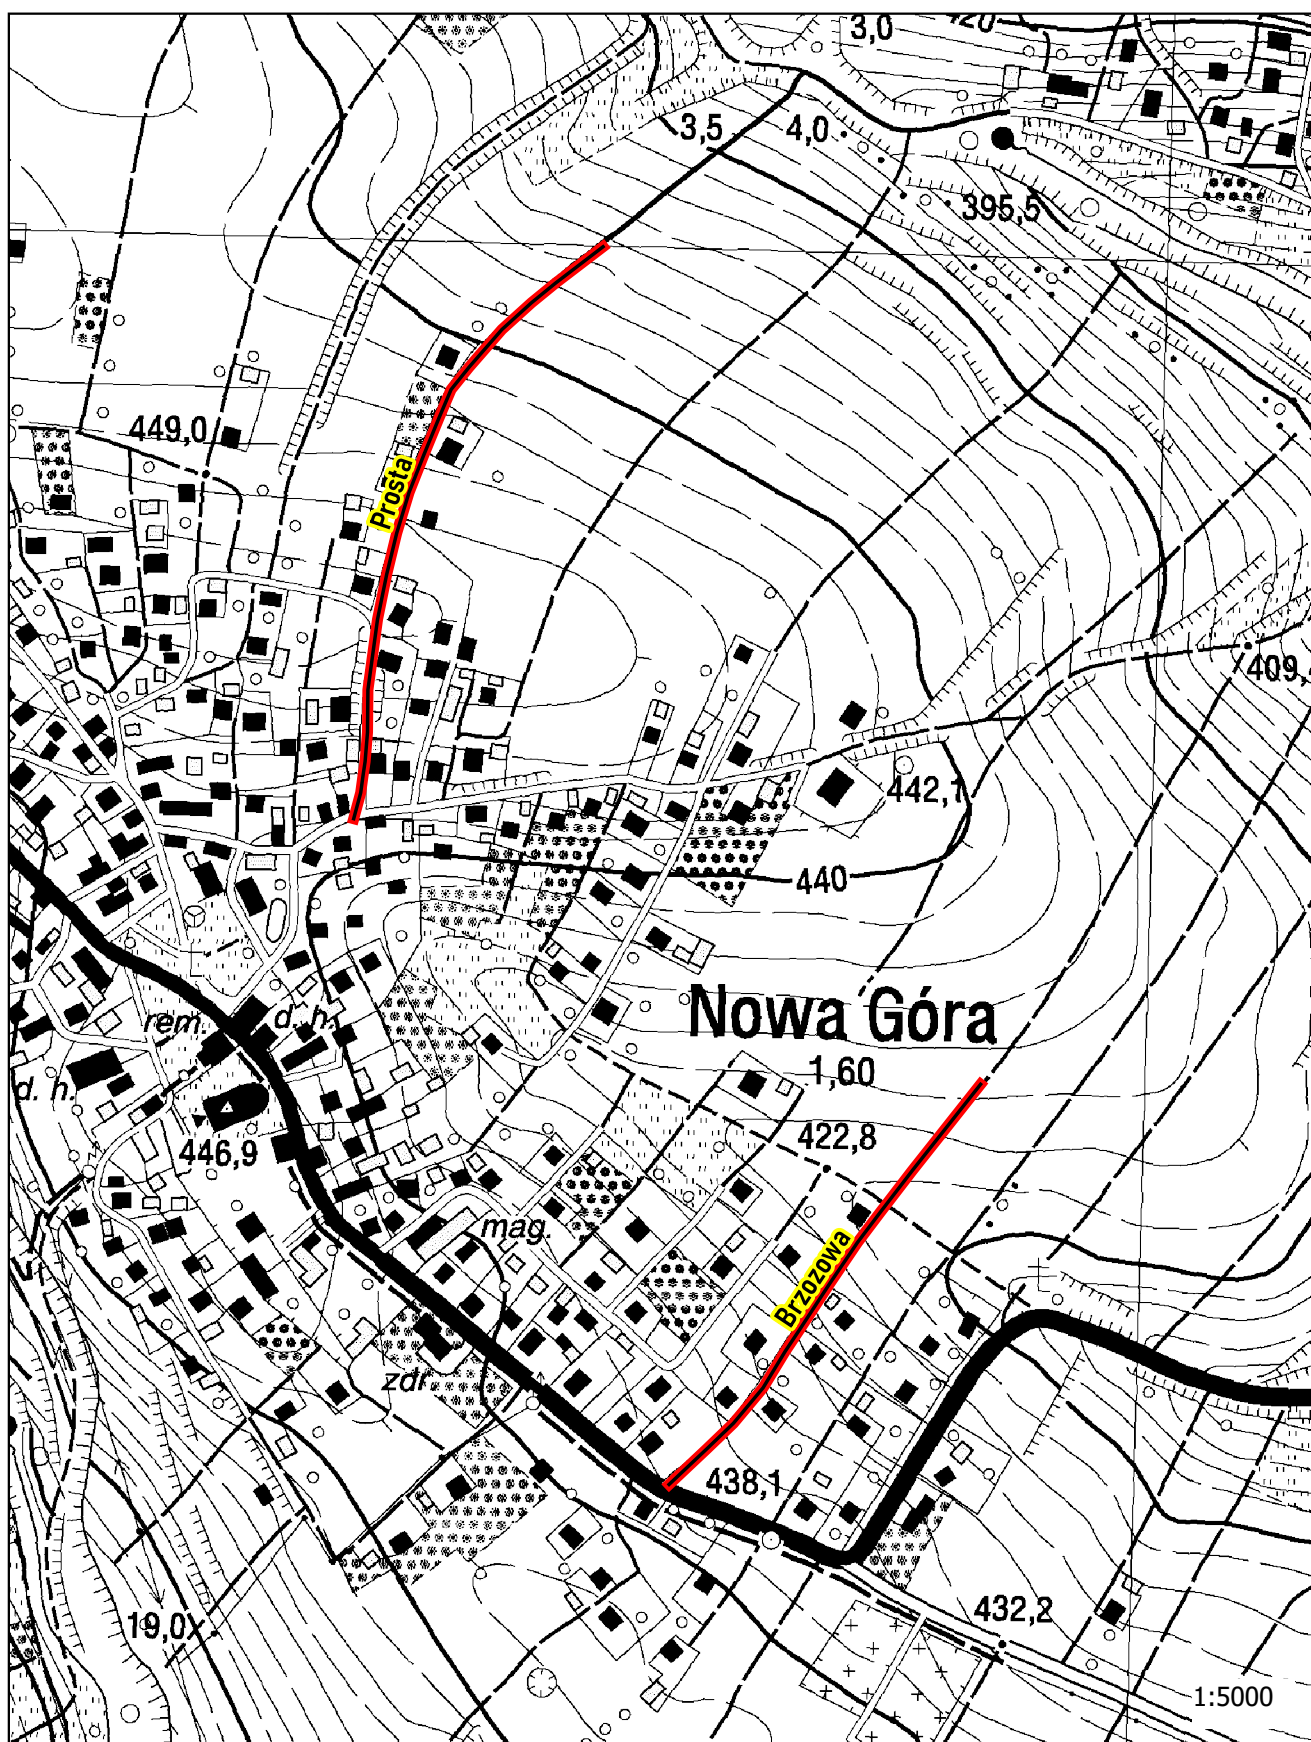 3,0
420
3,5
4,0
395,5
449,0
Prosta
409,
442,1
440
Nowa Góra
1,60
rem.
d. h.
d. h.
446,9
422,8
mag.
Brzozowa
zdr.
438,1
432,2
19,0
1:5000